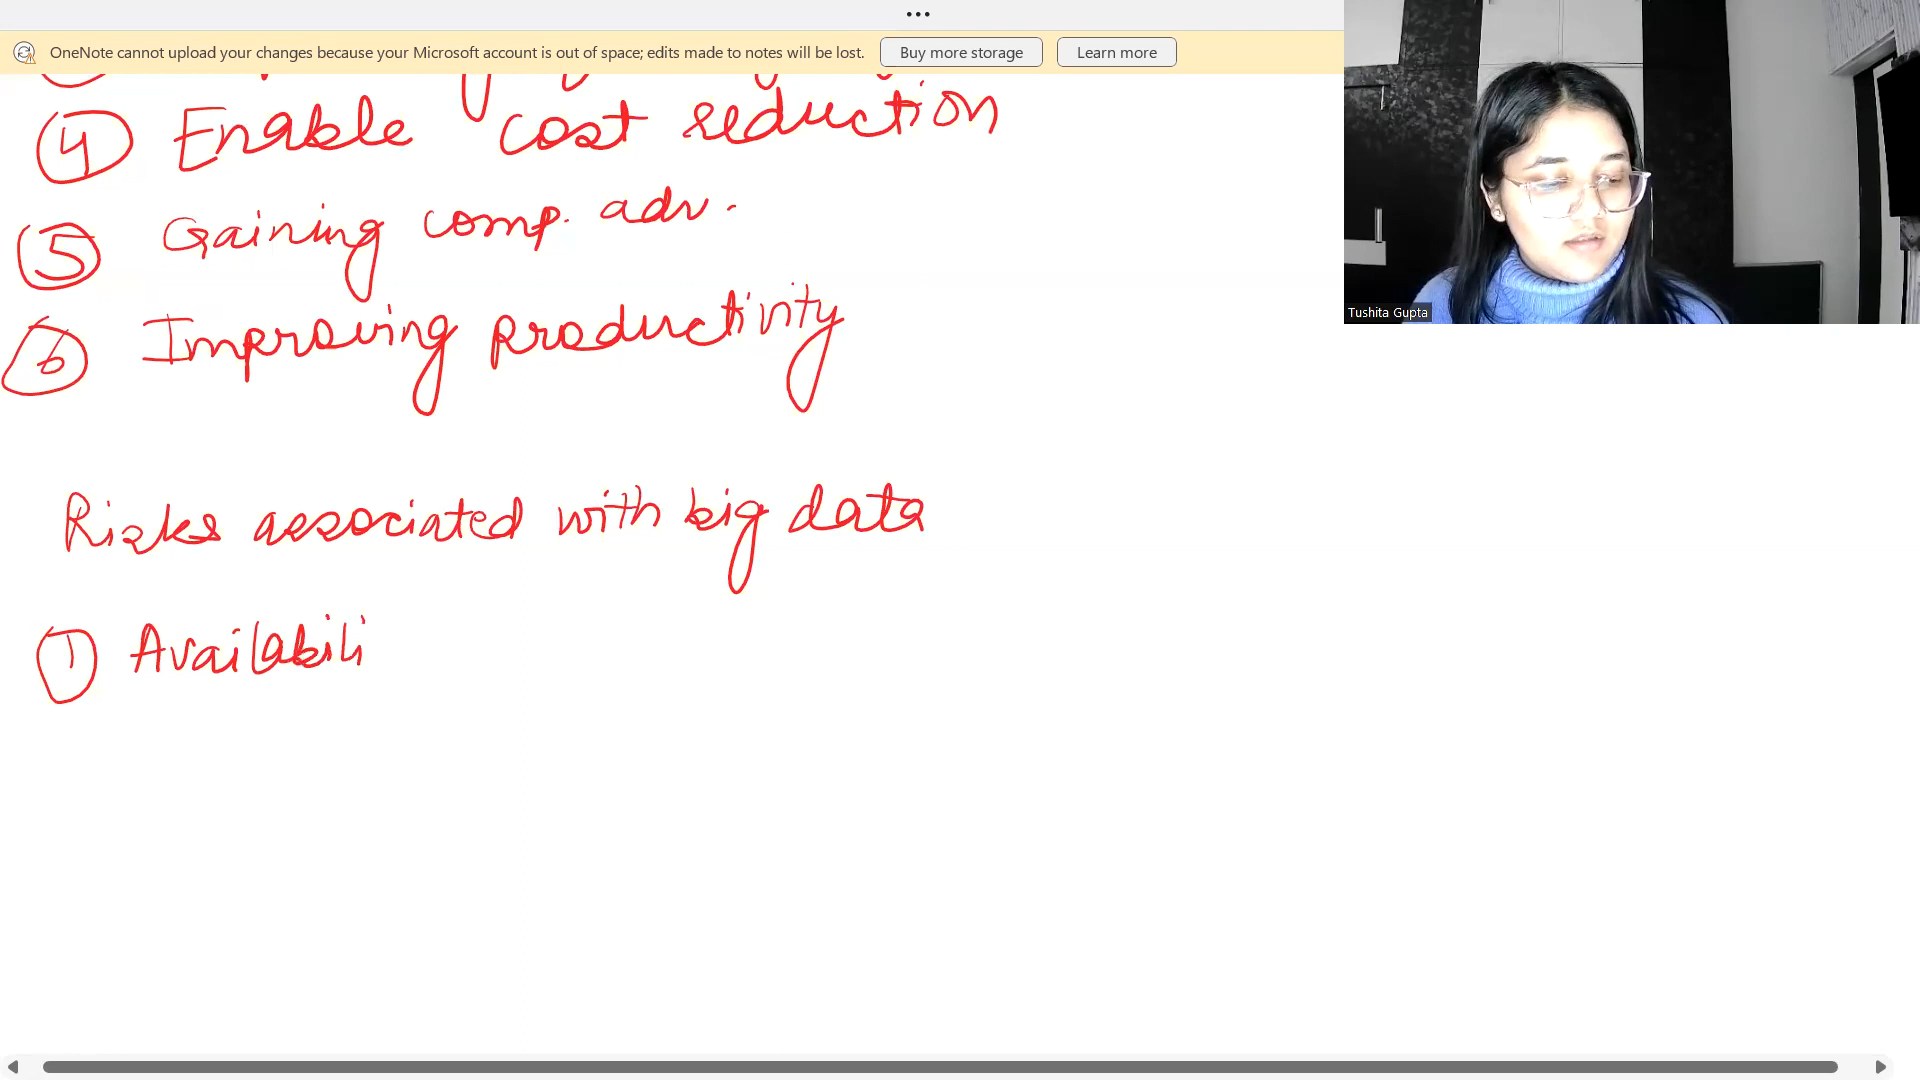 OneNote cannot upload your changes because your Microsoft account is out of space; edits made to notes will be lost. Buy more storage Learn more
4 Enable cost reduction
5 Gaining comp. adv.
6 Improving productivity
Risks associated with big data
1 Availabili
Tushita Gupta